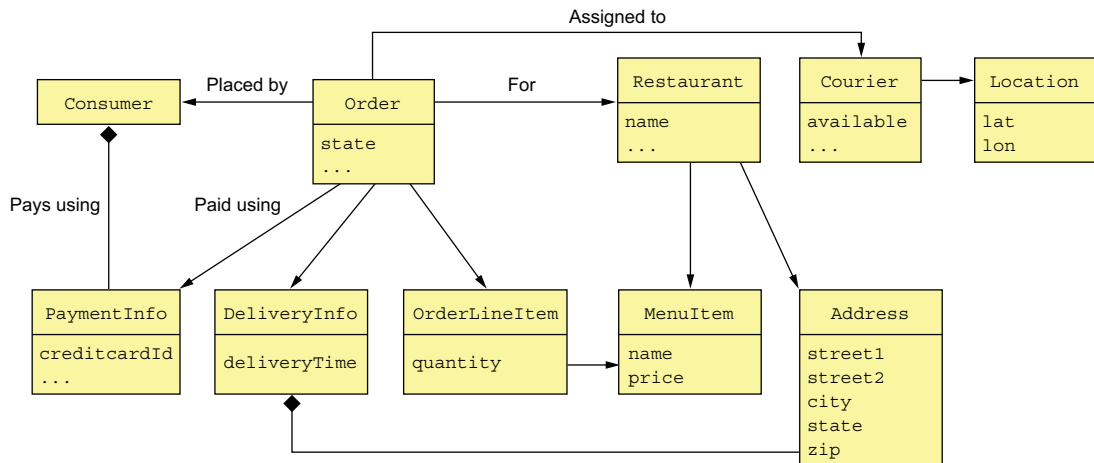 Assigned to
Consumer
Placed by
Order
state
...
For
Restaurant
name
...
Courier
available
...
Location
lat
lon
Pays using
Paid using
PaymentInfo
creditcardId
...
DeliveryInfo
deliveryTime
OrderLineItem
quantity
MenuItem
name
price
Address
street1
street2
city
state
zip